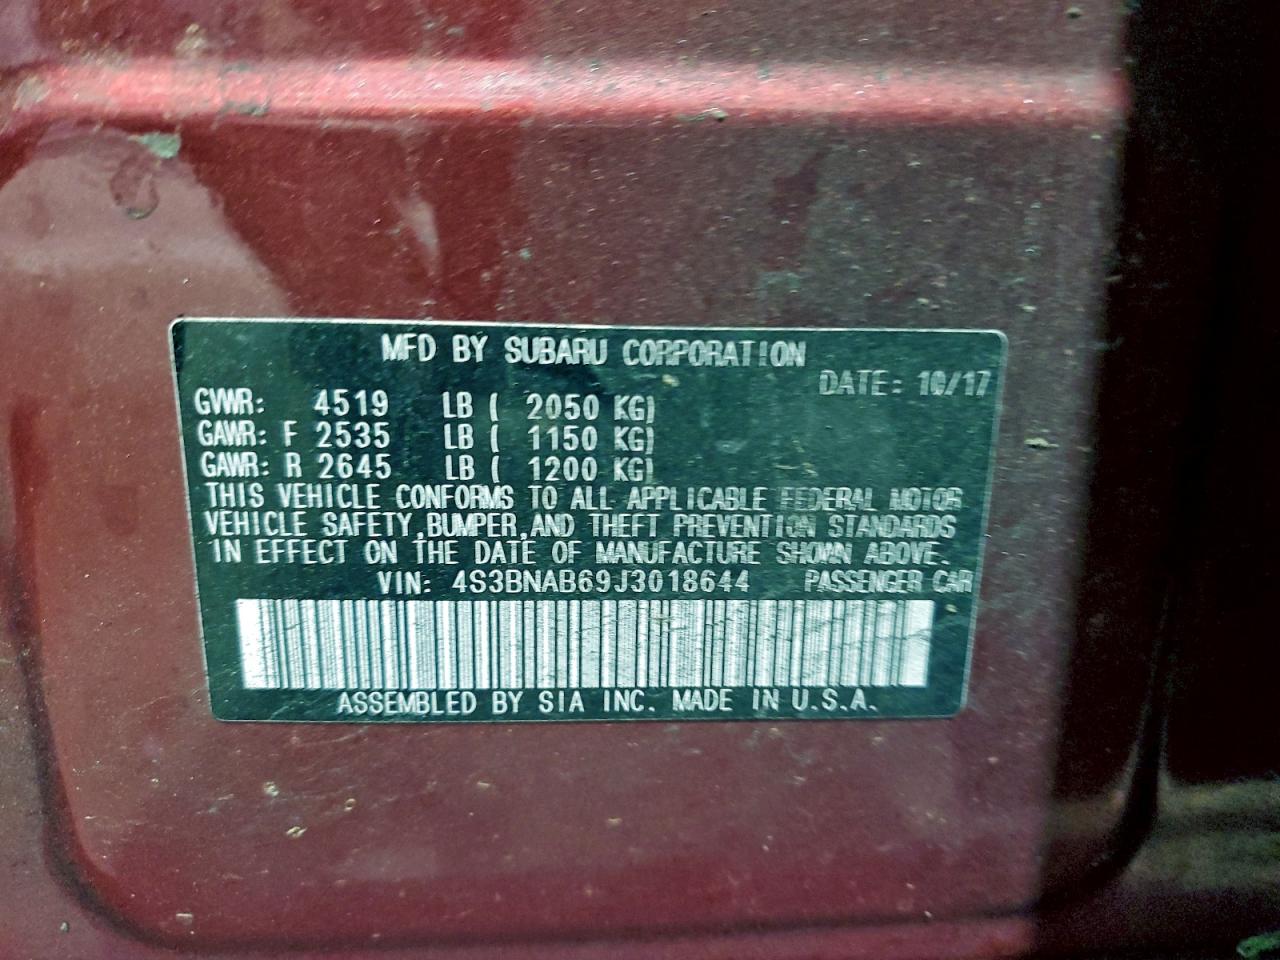 MFD BY SUBARU CORPORATION
DATE: 10/17
GVWR: 4519 LB ( 2050 KG)
GAWR: F 2535 LB ( 1150 KG)
GAWR: R 2645 LB ( 1200 KG)
THIS VEHICLE CONFORMS TO ALL APPLICABLE FEDERAL MOTOR
VEHICLE SAFETY,BUMPER,AND THEFT PREVENTION STANDARDS
IN EFFECT ON THE DATE OF MANUFACTURE SHOWN ABOVE.
VIN: 4S3BNAB69J3018644 PASSENGER CAR
ASSEMBLED BY SIA INC. MADE IN U.S.A.